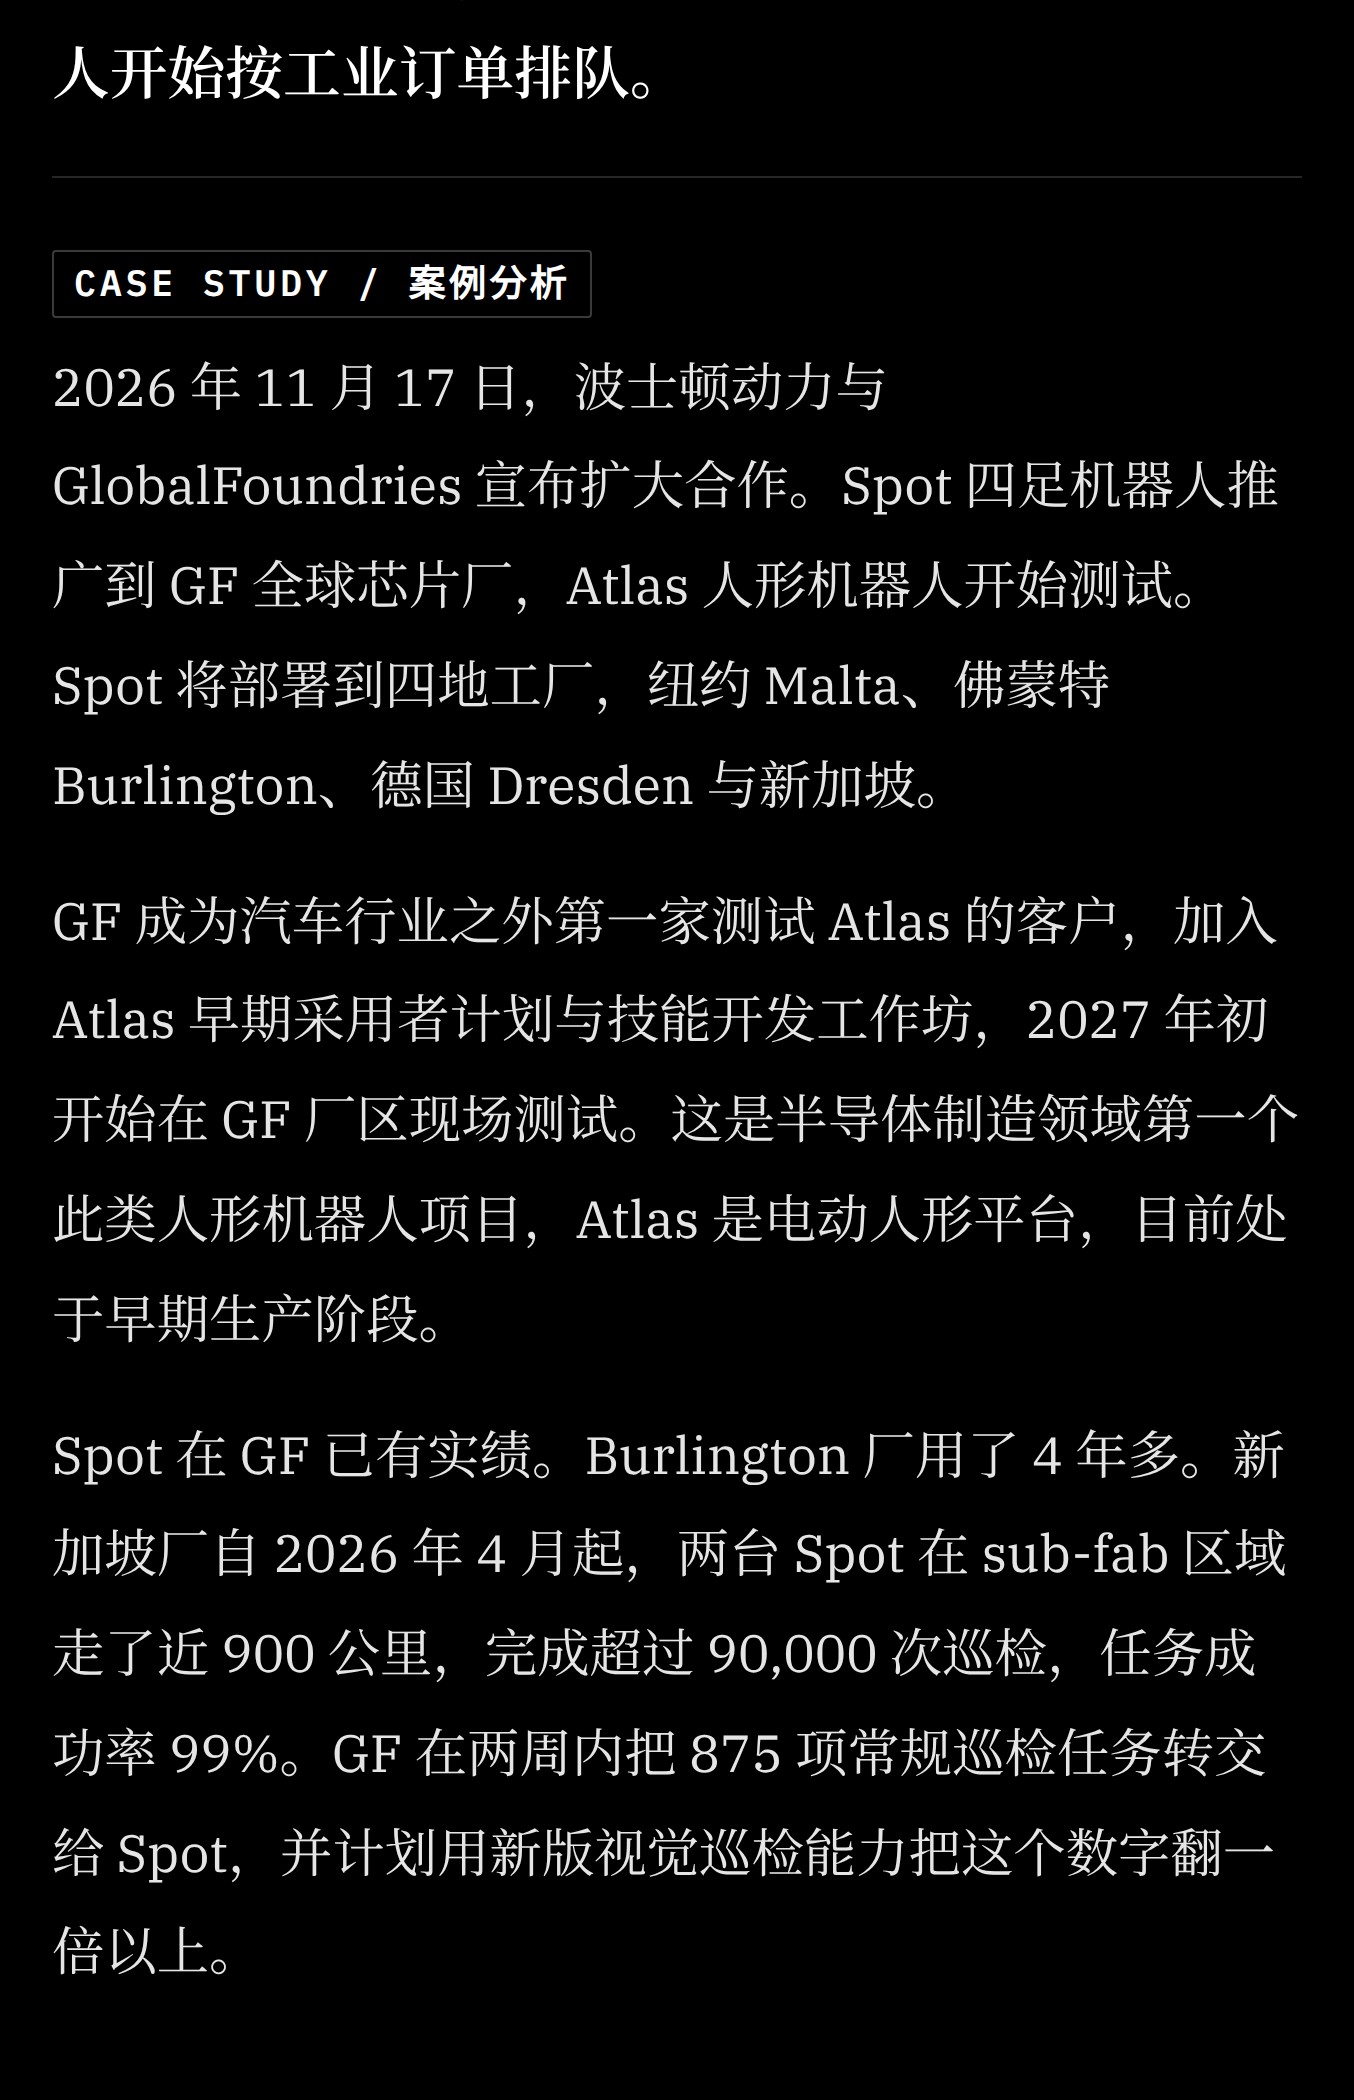 人开始按工业订单排队。
CASE STUDY / 案例分析
2026 年 11 月 17 日，波士顿动力与
GlobalFoundries 宣布扩大合作。Spot 四足机器人推
广到 GF 全球芯片厂，Atlas 人形机器人开始测试。
Spot 将部署到四地工厂，纽约 Malta、佛蒙特
Burlington、德国 Dresden 与新加坡。
GF 成为汽车行业之外第一家测试 Atlas 的客户，加入
Atlas 早期采用者计划与技能开发工作坊，2027 年初
开始在 GF 厂区现场测试。这是半导体制造领域第一个
此类人形机器人项目，Atlas 是电动人形平台，目前处
于早期生产阶段。
Spot 在 GF 已有实绩。Burlington 厂用了 4 年多。新
加坡厂自 2026 年 4 月起，两台 Spot 在 sub-fab 区域
走了近 900 公里，完成超过 90,000 次巡检，任务成
功率 99%。GF 在两周内把 875 项常规巡检任务转交
给 Spot，并计划用新版视觉巡检能力把这个数字翻一
倍以上。